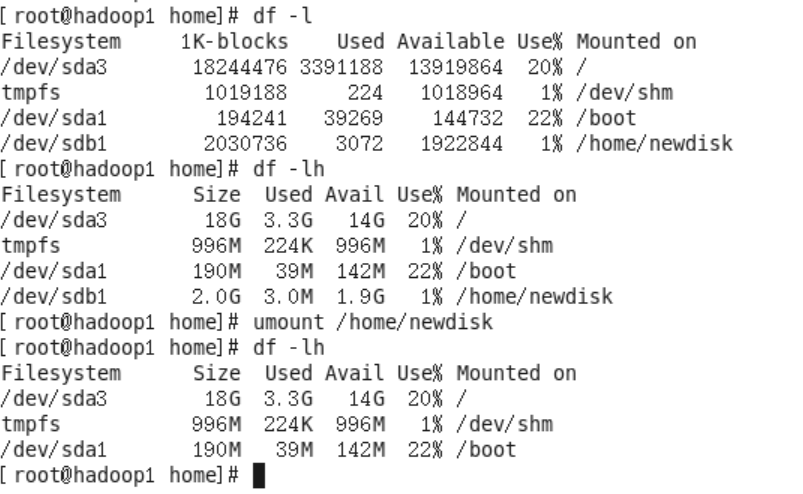 [root@hadoop1 home]# df -l
Filesystem     1K-blocks    Used Available Use% Mounted on
/dev/sda3       18244476 3391188  13919864  20% /
tmpfs            1019188     224   1018964   1% /dev/shm
/dev/sda1         194241   39269    144732  22% /boot
/dev/sdb1        2030736    3072   1922844   1% /home/newdisk
[root@hadoop1 home]# df -lh
Filesystem      Size  Used Avail Use% Mounted on
/dev/sda3        18G  3.3G   14G  20% /
tmpfs           996M  224K  996M   1% /dev/shm
/dev/sda1       190M   39M  142M  22% /boot
/dev/sdb1       2.0G  3.0M  1.9G   1% /home/newdisk
[root@hadoop1 home]# umount /home/newdisk
[root@hadoop1 home]# df -lh
Filesystem      Size  Used Avail Use% Mounted on
/dev/sda3        18G  3.3G   14G  20% /
tmpfs           996M  224K  996M   1% /dev/shm
/dev/sda1       190M   39M  142M  22% /boot
[root@hadoop1 home]#